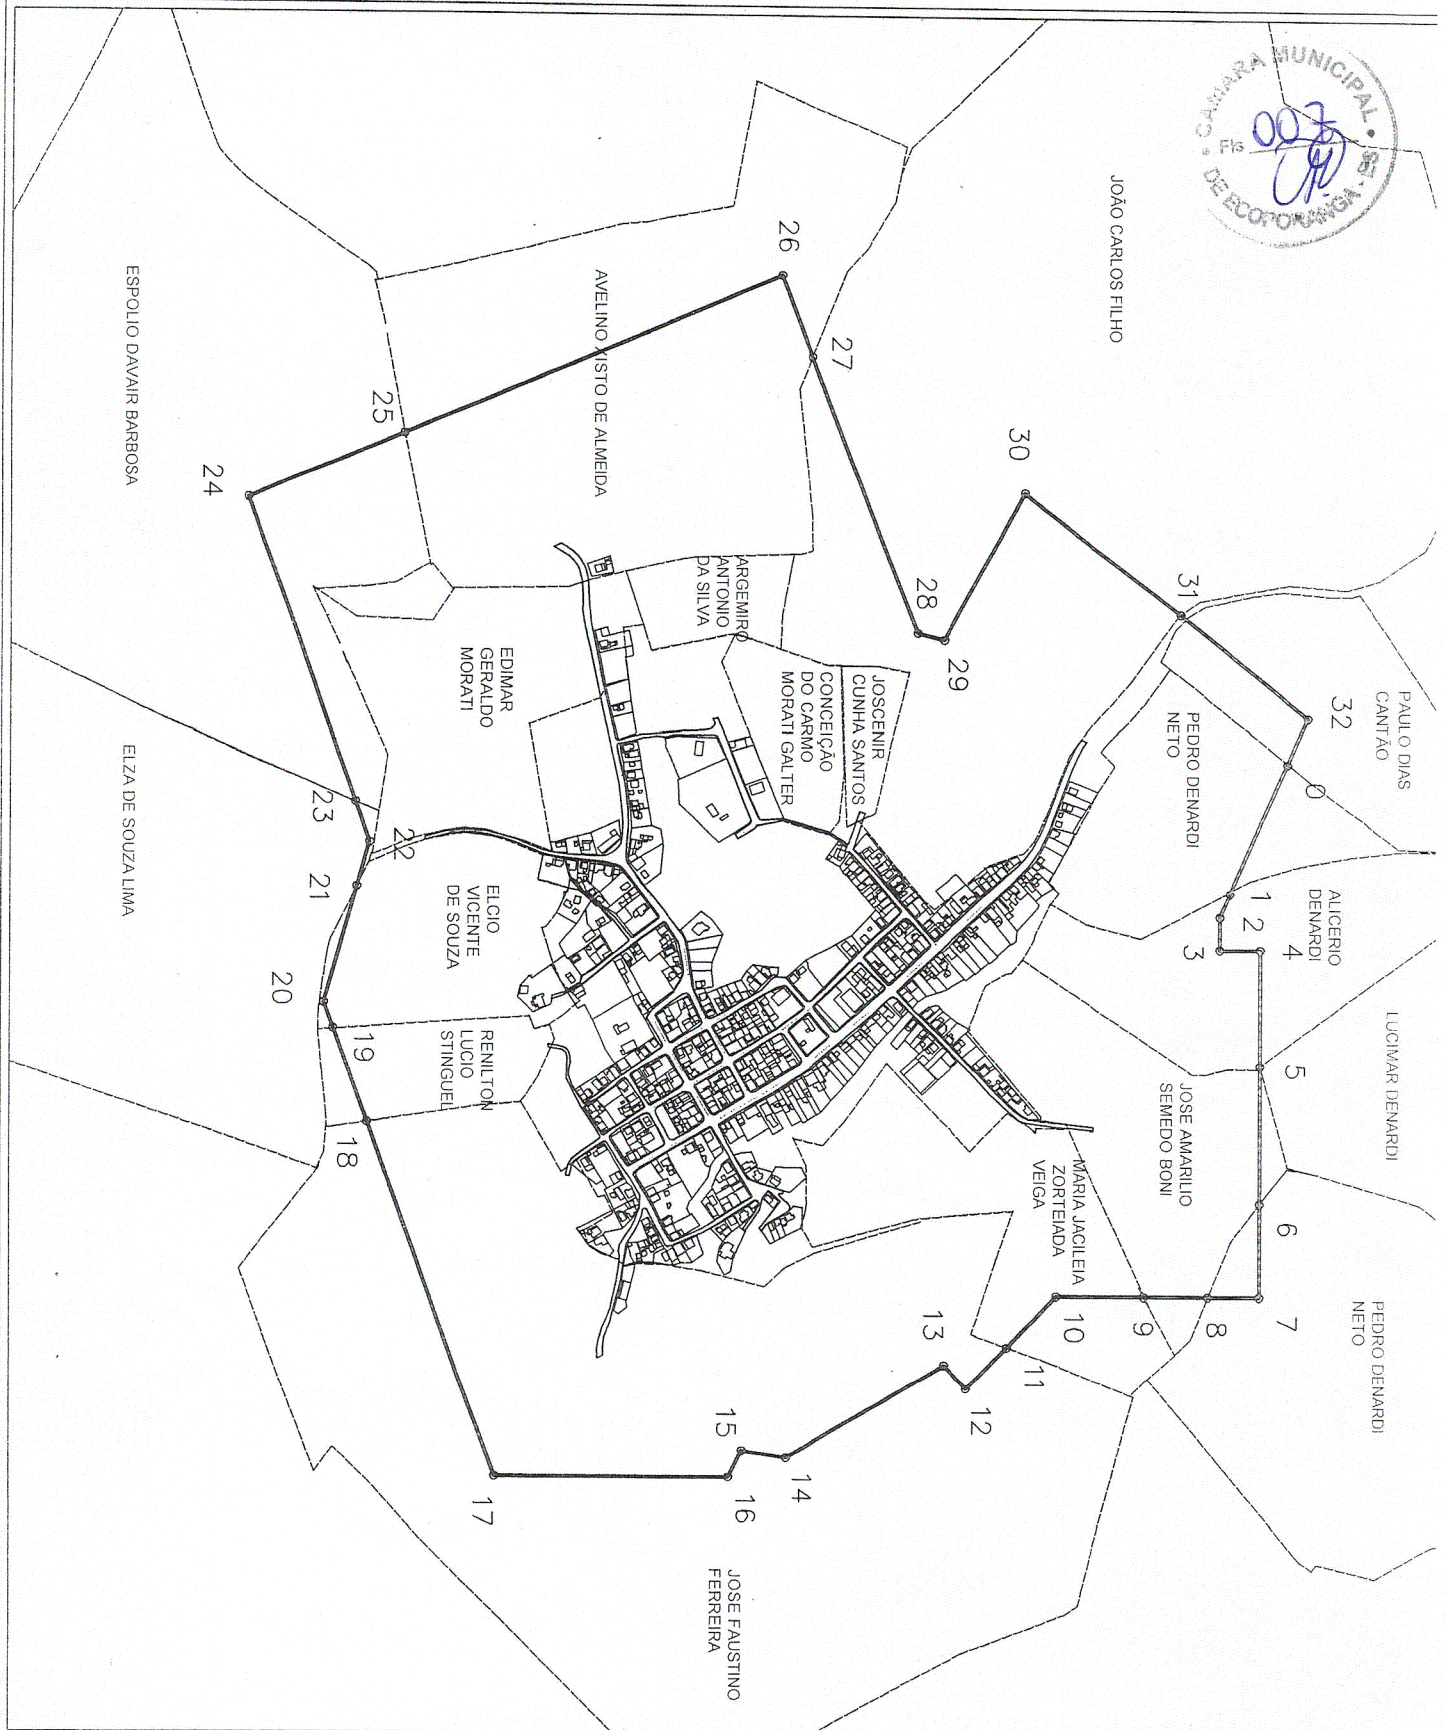 CAMARA MUNICIPAL
DE ECOPORANGA - ES
Fls
007
JOÃO CARLOS FILHO
PAULO DIAS
CANTÃO
ALICERIO
DENARDI
LUCIMAR DENARDI
PEDRO DENARDI
NETO
PEDRO DENARDI
NETO
JOSE AMARILIO
SEMEDO BONI
MARIA JACILEIA
ZORTEIADA
VEIGA
JOSCENIR
CUNHA SANTOS
CONCEIÇÃO
DO CARMO
MORATI GALTER
ARGEMIRO
ANTONIO
DA SILVA
AVELINO XISTO DE ALMEIDA
EDIMAR
GERALDO
MORATI
ELCIO
VICENTE
DE SOUZA
RENILTON
LUCIO
STINGUEL
JOSE FAUSTINO
FERREIRA
ESPOLIO DAVAIR BARBOSA
ELZA DE SOUZA LIMA
0
1
2
3
4
5
6
7
8
9
10
11
12
13
14
15
16
17
18
19
20
21
22
23
24
25
26
27
28
29
30
31
32